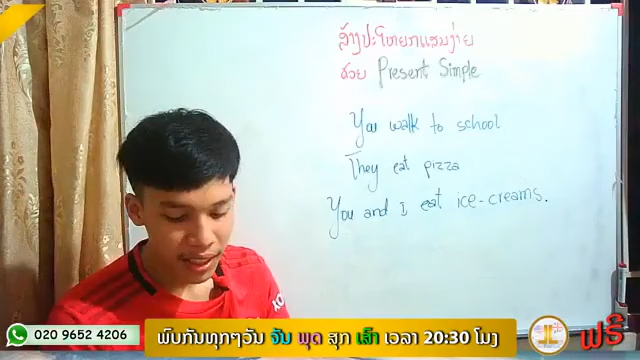 ສ້າງປະໂຫຍກແສນງ່າຍ
ດ້ວຍ Present Simple
You walk to school
They eat pizza
You and I eat ice-creams.
020 9652 4206
ພົບກັນທຸກໆວັນ ຈັນ ພຸດ ສຸກ ເສົາ ເວລາ 20:30 ໂມງ
ຟຣີ